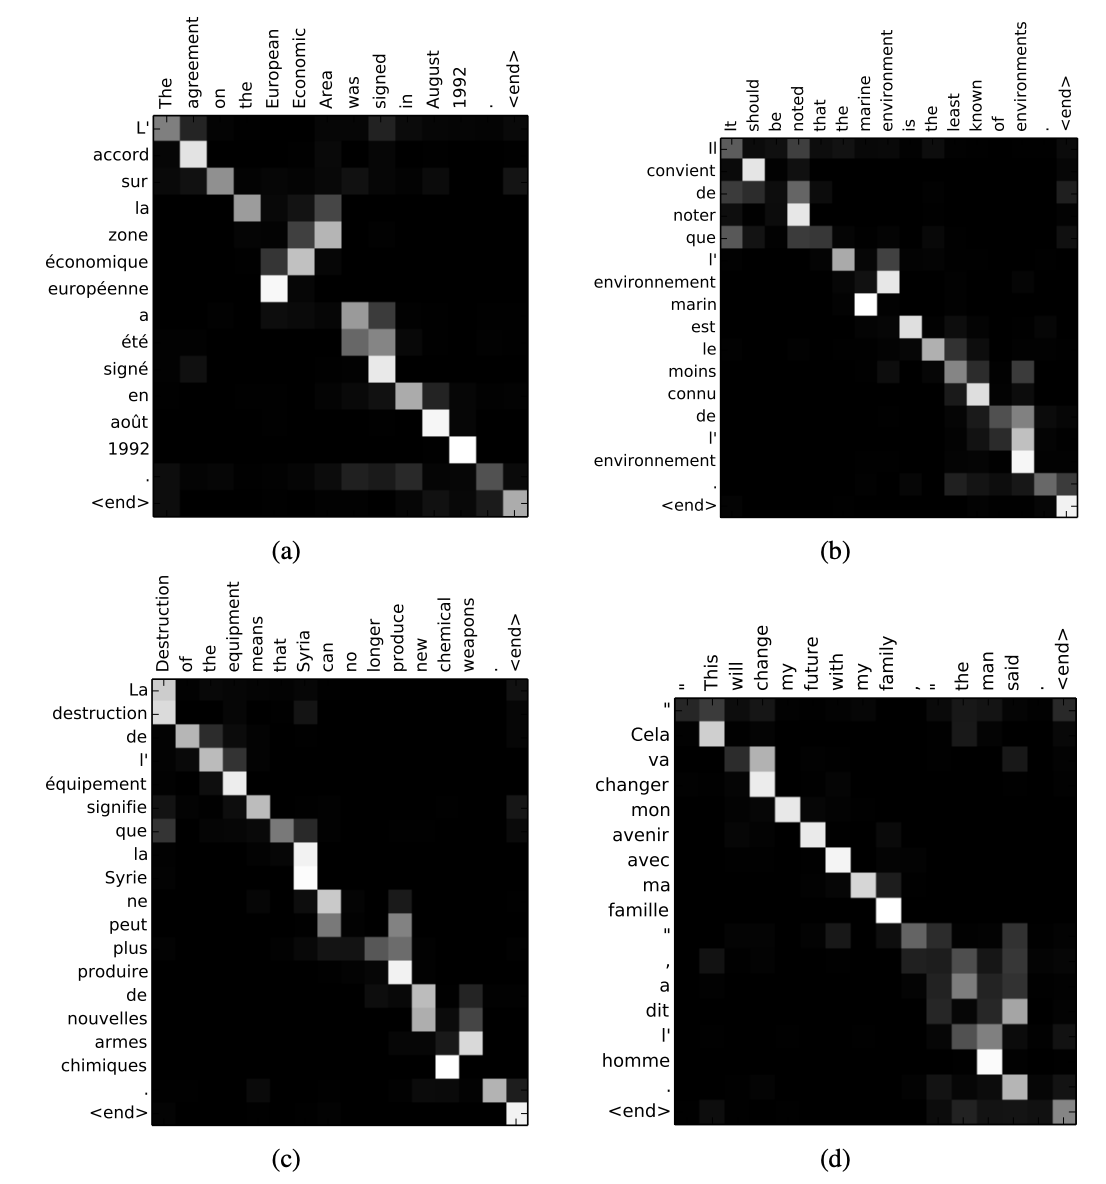 The agreement on the European Economic Area was signed in August 1992 . <end>
L'
accord
sur
la
zone
économique
européenne
a
été
signé
en
août
1992
.
<end>
(a)
It should be noted that the marine environment is the least known of environments . <end>
Il
convient
de
noter
que
l'
environnement
marin
est
le
moins
connu
de
l'
environnement
.
<end>
(b)
Destruction of the equipment means that Syria can no longer produce new chemical weapons . <end>
La
destruction
de
l'
équipement
signifie
que
la
Syrie
ne
peut
plus
produire
de
nouvelles
armes
chimiques
.
<end>
(c)
" This will change my future with my family , " the man said . <end>
"
Cela
va
changer
mon
avenir
avec
ma
famille
"
,
a
dit
l'
homme
.
<end>
(d)